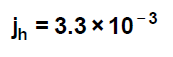 jₕ = 3.3 × 10⁻³